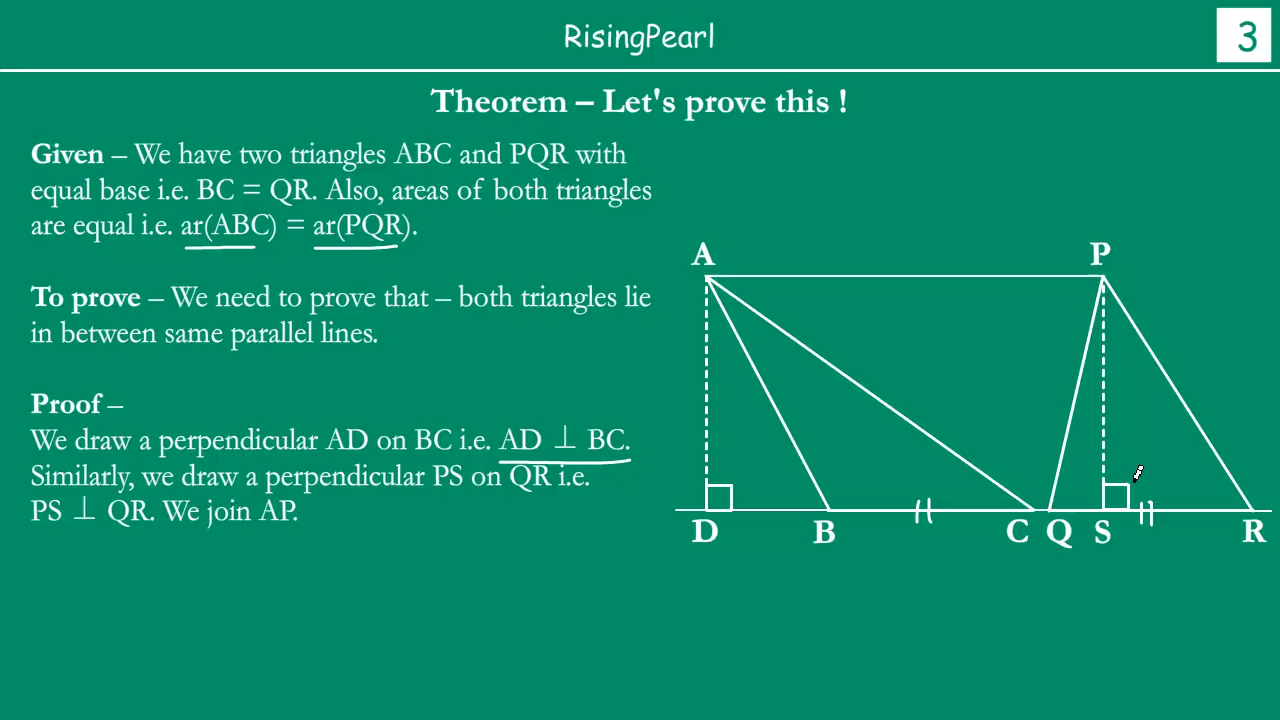 RisingPearl
3
Theorem – Let's prove this !
Given – We have two triangles ABC and PQR with
equal base i.e. BC = QR. Also, areas of both triangles
are equal i.e. ar(ABC) = ar(PQR).
To prove – We need to prove that – both triangles lie
in between same parallel lines.
Proof –
We draw a perpendicular AD on BC i.e. AD ⊥ BC.
Similarly, we draw a perpendicular PS on QR i.e.
PS ⊥ QR. We join AP.
A P
D B C Q S R